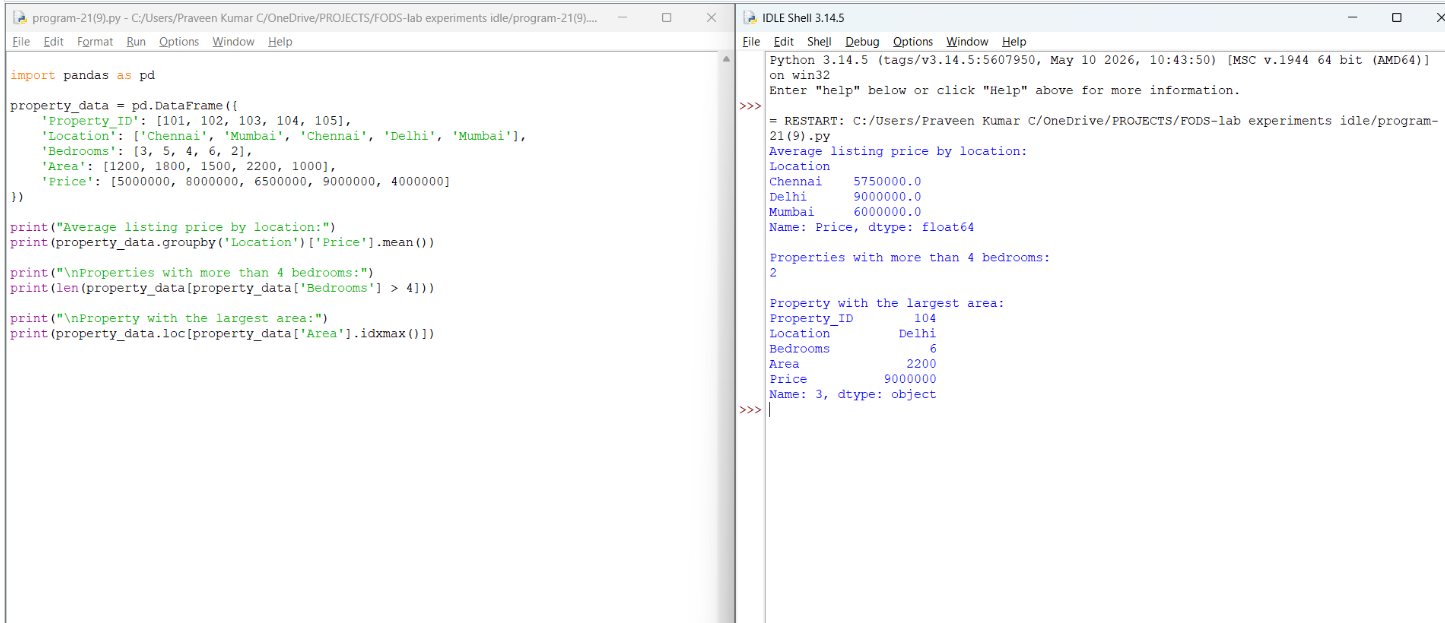 program-21(9).py - C:/Users/Praveen Kumar C/OneDrive/PROJECTS/FODS-lab experiments idle/program-21(9)....
File Edit Format Run Options Window Help
import pandas as pd
property_data = pd.DataFrame({
    'Property_ID': [101, 102, 103, 104, 105],
    'Location': ['Chennai', 'Mumbai', 'Chennai', 'Delhi', 'Mumbai'],
    'Bedrooms': [3, 5, 4, 6, 2],
    'Area': [1200, 1800, 1500, 2200, 1000],
    'Price': [5000000, 8000000, 6500000, 9000000, 4000000]
})
print("Average listing price by location:")
print(property_data.groupby('Location')['Price'].mean())
print("\nProperties with more than 4 bedrooms:")
print(len(property_data[property_data['Bedrooms'] > 4]))
print("\nProperty with the largest area:")
print(property_data.loc[property_data['Area'].idxmax()])
IDLE Shell 3.14.5
File Edit Shell Debug Options Window Help
Python 3.14.5 (tags/v3.14.5:5607950, May 10 2026, 10:43:50) [MSC v.1944 64 bit (AMD64)]
on win32
Enter "help" below or click "Help" above for more information.
>>>
= RESTART: C:/Users/Praveen Kumar C/OneDrive/PROJECTS/FODS-lab experiments idle/program-
21(9).py
Average listing price by location:
Location
Chennai    5750000.0
Delhi      9000000.0
Mumbai     6000000.0
Name: Price, dtype: float64
Properties with more than 4 bedrooms:
2
Property with the largest area:
Property_ID        104
Location         Delhi
Bedrooms             6
Area              2200
Price          9000000
Name: 3, dtype: object
>>>